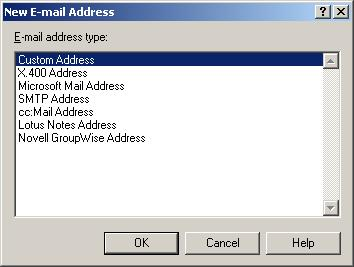 New E-mail Address
E-mail address type:
Custom Address
X.400 Address
Microsoft Mail Address
SMTP Address
cc:Mail Address
Lotus Notes Address
Novell GroupWise Address
OK Cancel Help